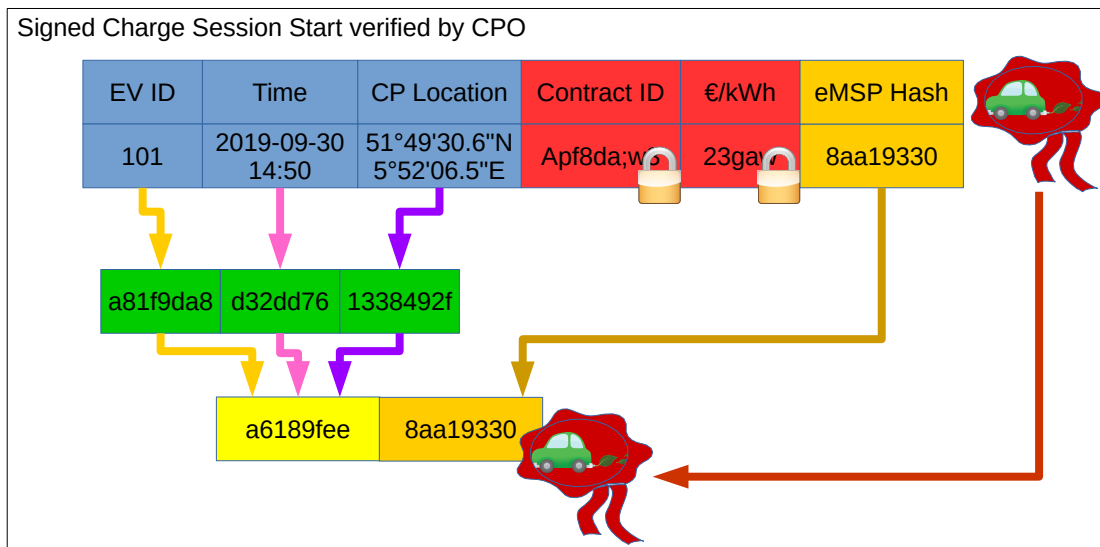 Signed Charge Session Start verified by CPO
EV ID Time CP Location Contract ID €/kWh eMSP Hash
101 2019-09-30 14:50 51°49'30.6"N 5°52'06.5"E 8aa19330
a81f9da8 d32dd76 1338492f
a6189fee 8aa19330